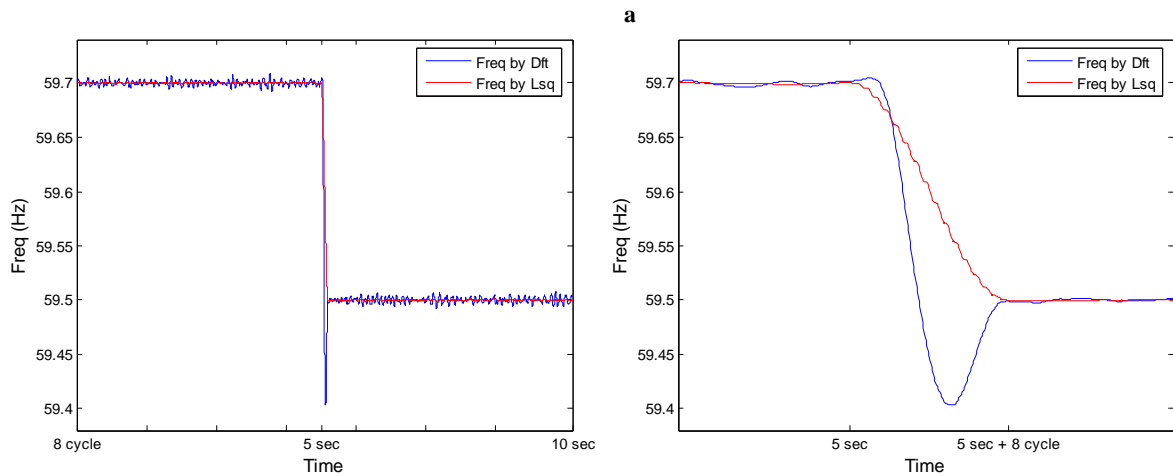 a
Freq by Dft
Freq by Lsq
59.7
59.65
59.6
59.55
59.5
59.45
59.4
Freq (Hz)
8 cycle
5 sec
10 sec
Time
Freq by Dft
Freq by Lsq
59.7
59.65
59.6
59.55
59.5
59.45
59.4
Freq (Hz)
5 sec
5 sec + 8 cycle
Time